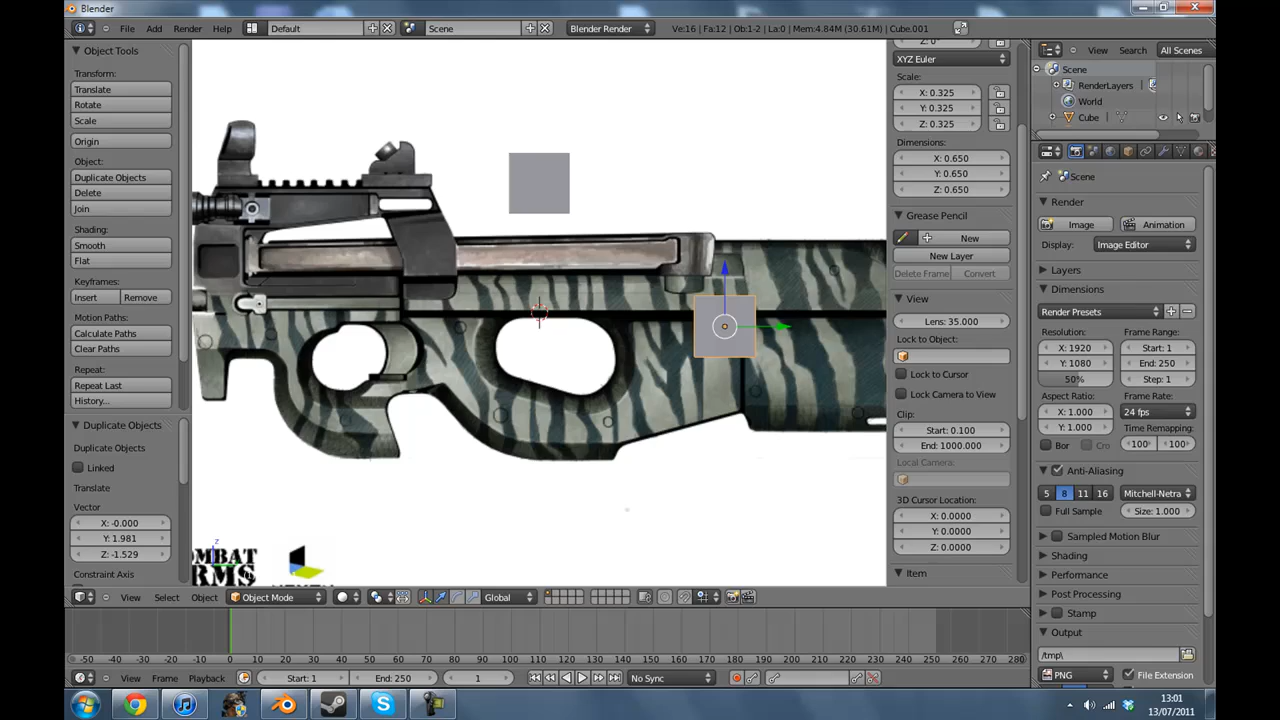 Blender
File Add Render Help Default Scene Blender Render Ve:16 | Fa:12 | Ob:1-2 | La:0 | Mem:4.84M (30.61M) | Cube.001
Object Tools
Transform:
Translate
Rotate
Scale
Origin
Object:
Duplicate Objects
Delete
Join
Shading:
Smooth
Flat
Keyframes:
Insert Remove
Motion Paths:
Calculate Paths
Clear Paths
Repeat:
Repeat Last
History...
Duplicate Objects
Duplicate Objects
Linked
Translate
Vector
X: -0.000
Y: 1.981
Z: -1.529
Constraint Axis
z
OMBAT
RMS
XYZ Euler
Scale:
X: 0.325
Y: 0.325
Z: 0.325
Dimensions:
X: 0.650
Y: 0.650
Z: 0.650
Grease Pencil
New
New Layer
Delete Frame Convert
View
Lens: 35.000
Lock to Object:
Lock to Cursor
Lock Camera to View
Clip:
Start: 0.100
End: 1000.000
Local Camera:
3D Cursor Location:
X: 0.0000
Y: 0.0000
Z: 0.0000
Item
View Search All Scenes
Scene
RenderLayers
World
Cube
Scene
Render
Image Animation
Display: Image Editor
Layers
Dimensions
Render Presets
Resolution: Frame Range:
X: 1920 Start: 1
Y: 1080 End: 250
50% Step: 1
Aspect Ratio: Frame Rate:
X: 1.000 24 fps
Y: 1.000 Time Remapping:
Bor Cro 100 100
Anti-Aliasing
5 8 11 16 Mitchell-Netra
Full Sample Size: 1.000
Sampled Motion Blur
Shading
Performance
Post Processing
Stamp
Output
/tmp\
PNG File Extension
View Select Object Object Mode Global
-50 -40 -30 -20 -10 0 10 20 30 40 50 60 70 80 90 100 110 120 130 140 150 160 170 180 190 200 210 220 230 240 250 260 270 280
View Frame Playback Start: 1 End: 250 1 No Sync
13:01
13/07/2011